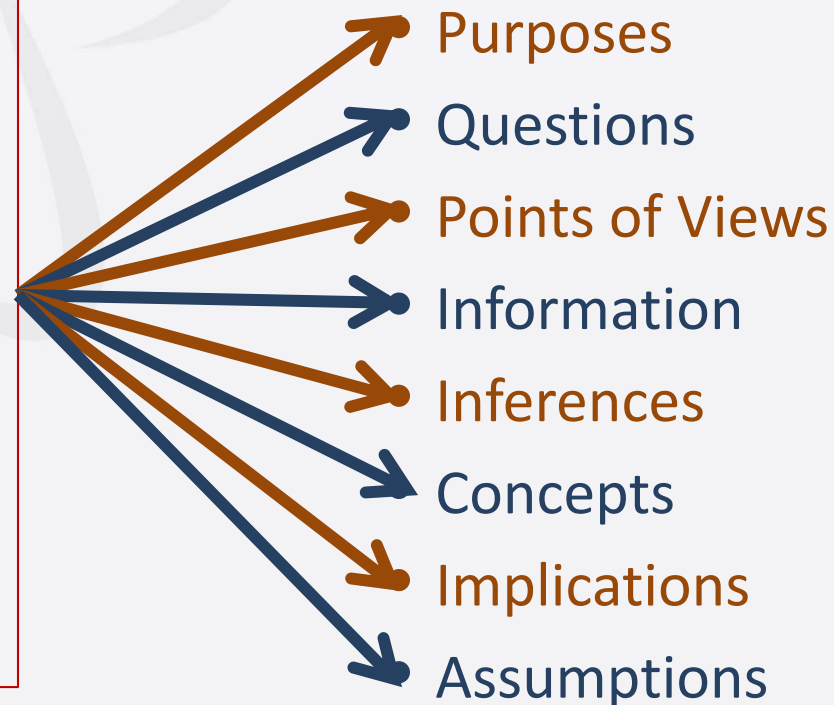 Purposes
Questions
Points of Views
Information
Inferences
Concepts
Implications
Assumptions